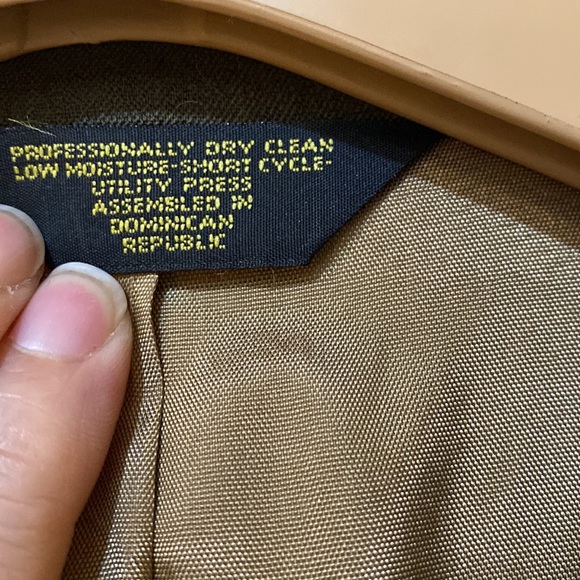 PROFESSIONALLY DRY CLEAN
LOW MOISTURE-SHORT CYCLE-
UTILITY PRESS
ASSEMBLED IN
DOMINICAN
REPUBLIC